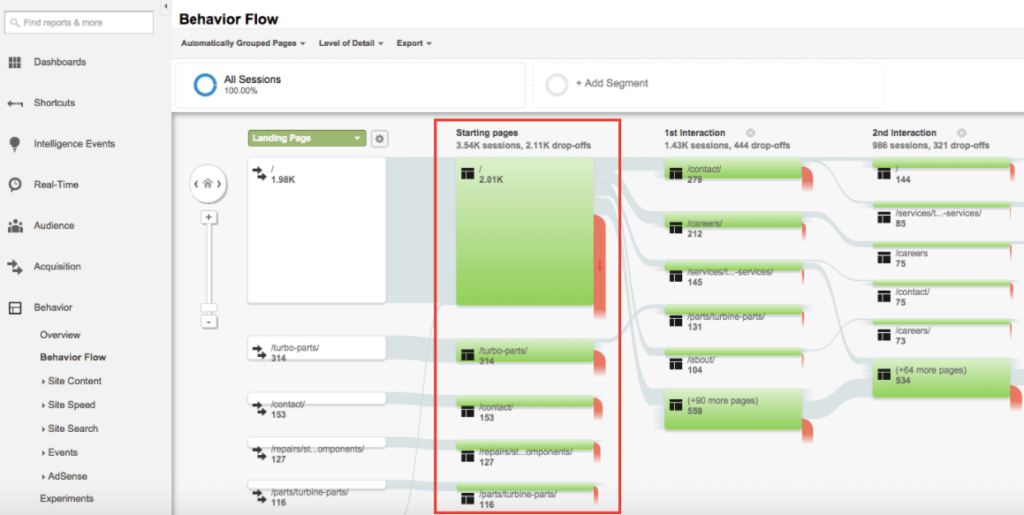 Find reports & more
Dashboards
Shortcuts
Intelligence Events
Real-Time
Audience
Acquisition
Behavior
Overview
Behavior Flow
Site Content
Site Speed
Site Search
Events
AdSense
Experiments
Behavior Flow
Automatically Grouped Pages Level of Detail Export
All Sessions
100.00%
+ Add Segment
Landing Page
/
1.98K
/turbo-parts/
314
/contact/
153
/repairs/st...omponents/
127
/parts/turbine-parts/
116
+
-
Starting pages
3.54K sessions, 2.11K drop-offs
/
2.01K
/turbo-parts/
314
/contact/
153
/repairs/st...omponents/
127
/parts/turbine-parts/
116
1st Interaction
1.43K sessions, 444 drop-offs
/contact/
279
/careers/
212
/services/t...-services/
145
/parts/turbine-parts/
131
/about/
104
(+90 more pages)
559
2nd Interaction
986 sessions, 321 drop-offs
/
144
/services/t...-services/
85
/careers
75
/contact/
75
/careers/
73
(+64 more pages)
534